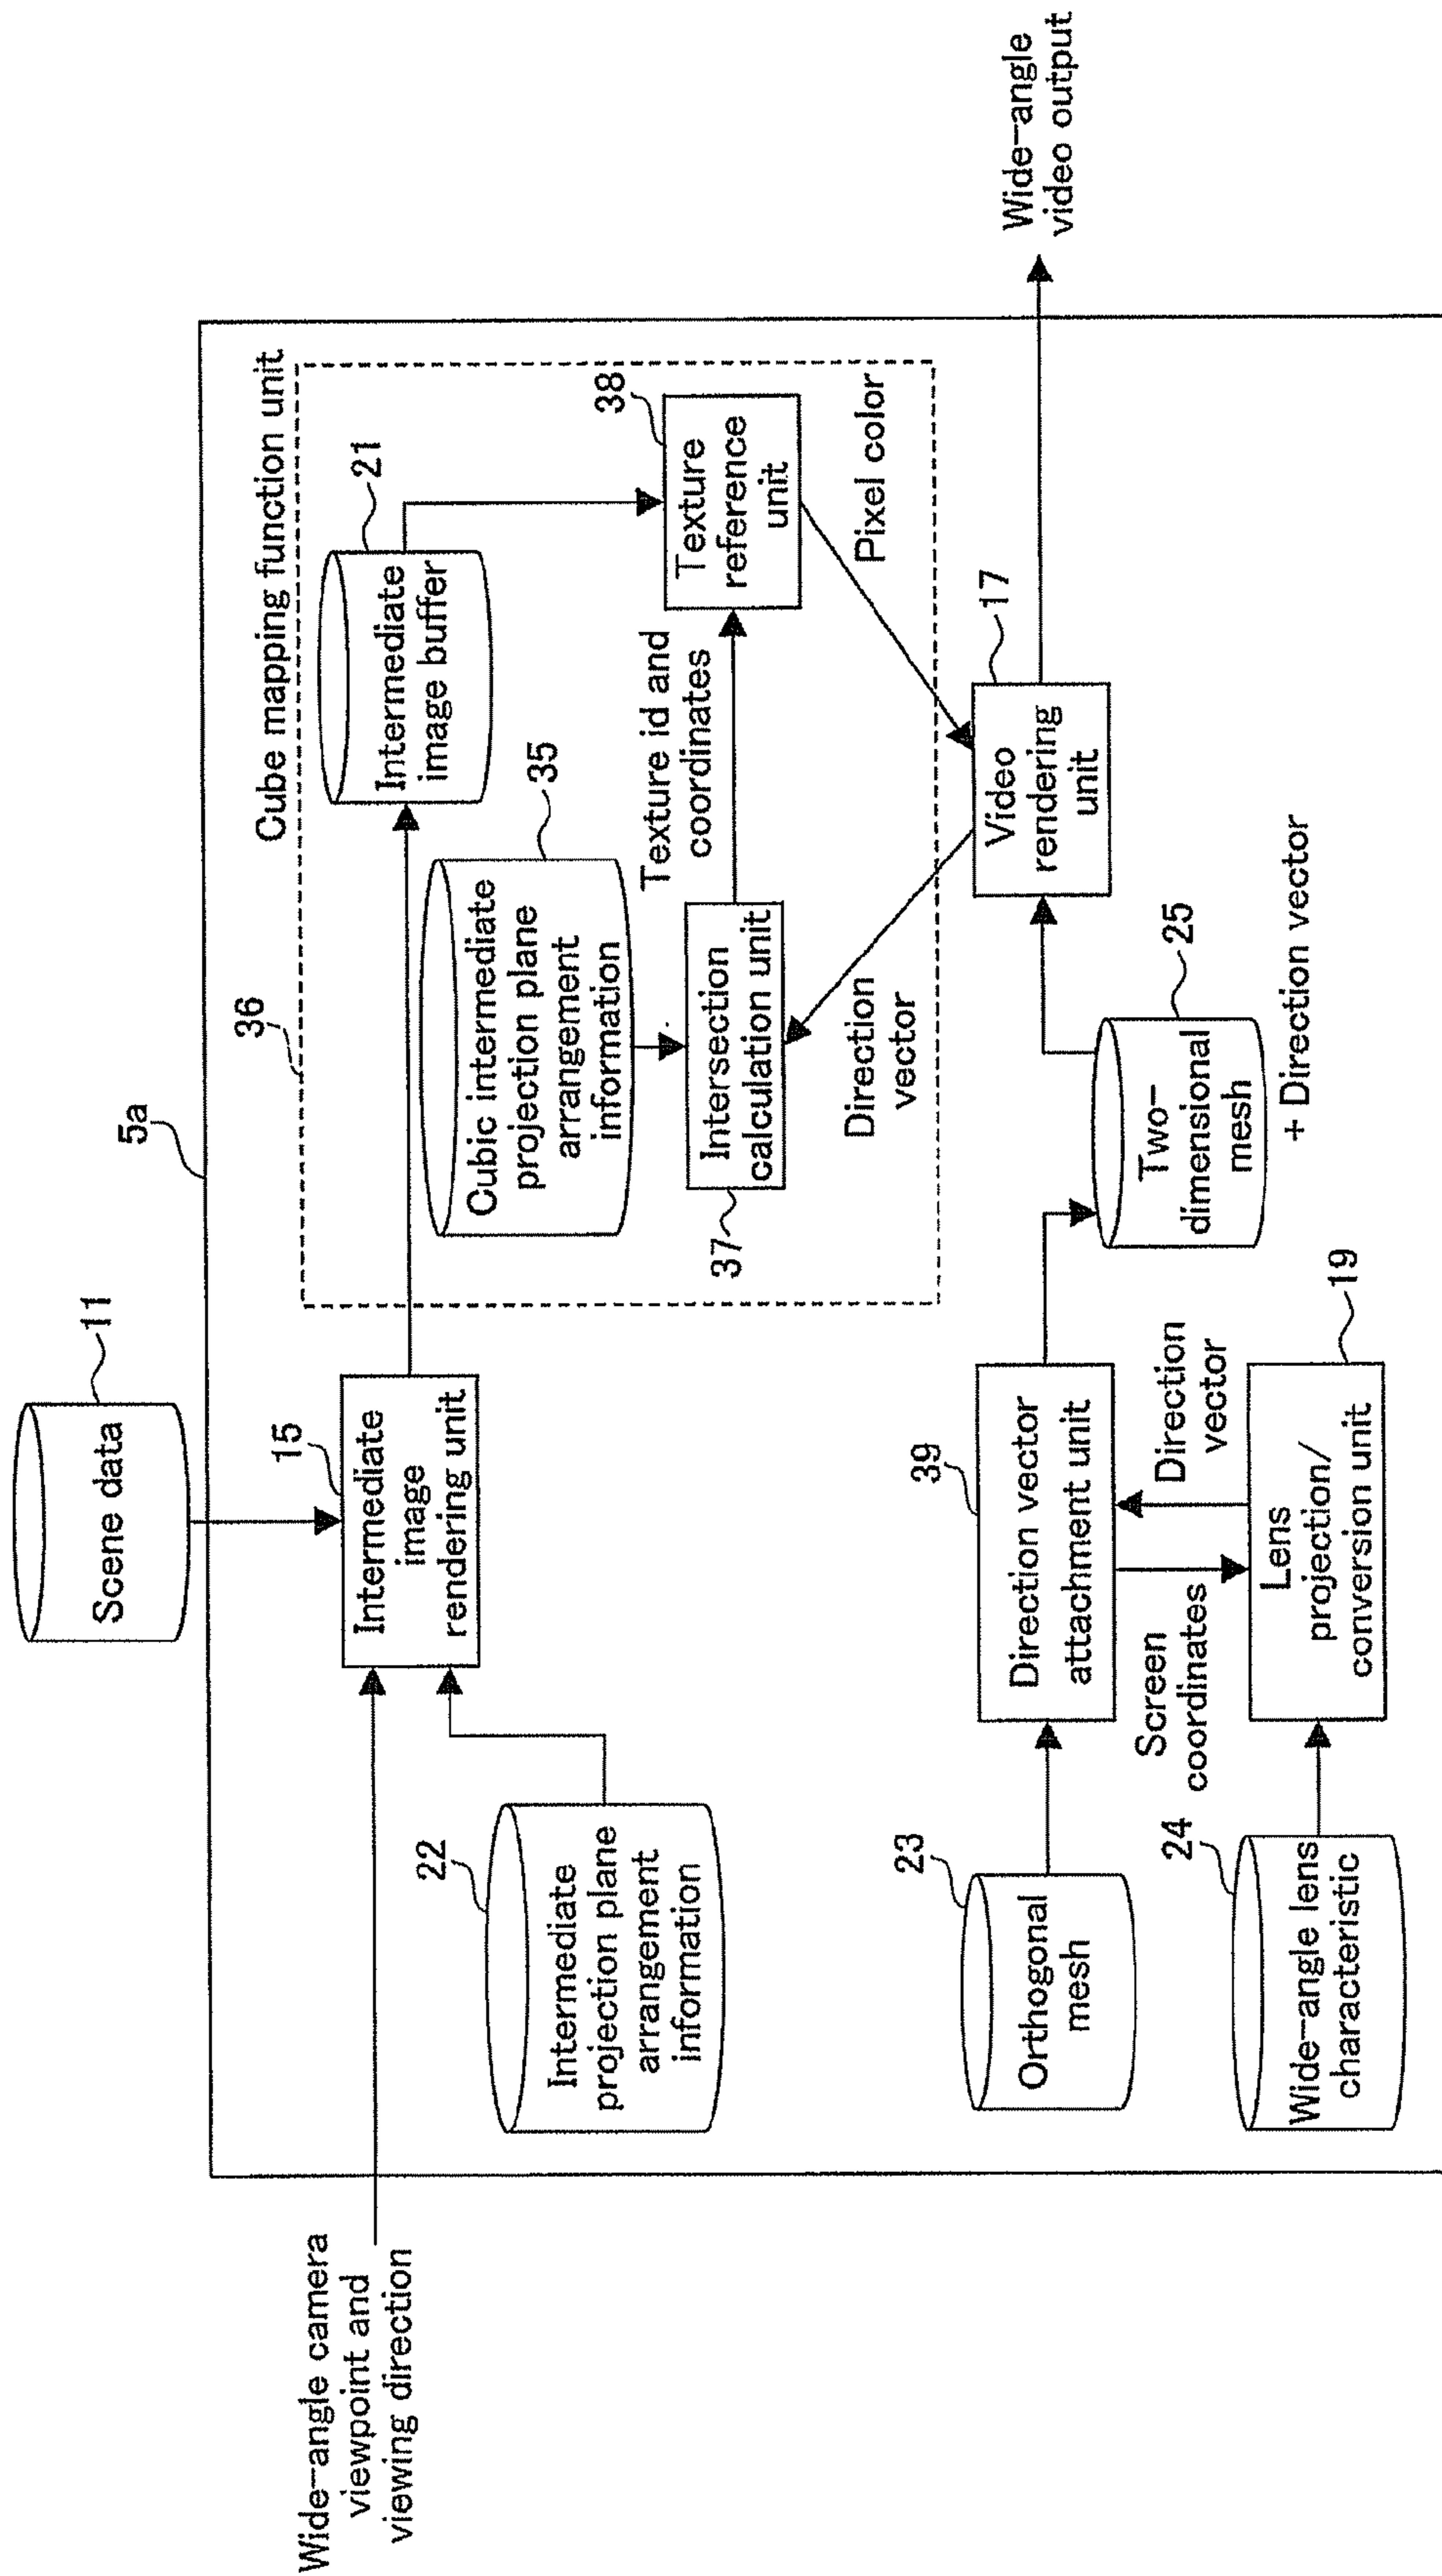 Scene data
11
5a
Wide-angle camera
viewpoint and
viewing direction
15
Intermediate
image
rendering unit
22
Intermediate
projection plane
arrangement
information
Cube mapping function unit
36
21
Intermediate
image buffer
35
Cubic intermediate
projection plane
arrangement
information
37
Intersection
calculation unit
Texture id and
coordinates
38
Texture
reference
unit
Direction
vector
Pixel color
23
Orthogonal
mesh
39
Direction vector
attachment unit
Screen
coordinates
Direction
vector
24
Wide-angle lens
characteristic
19
Lens
projection/
conversion unit
25
Two-
dimensional
mesh
+ Direction vector
17
Video
rendering
unit
Wide-angle
video output